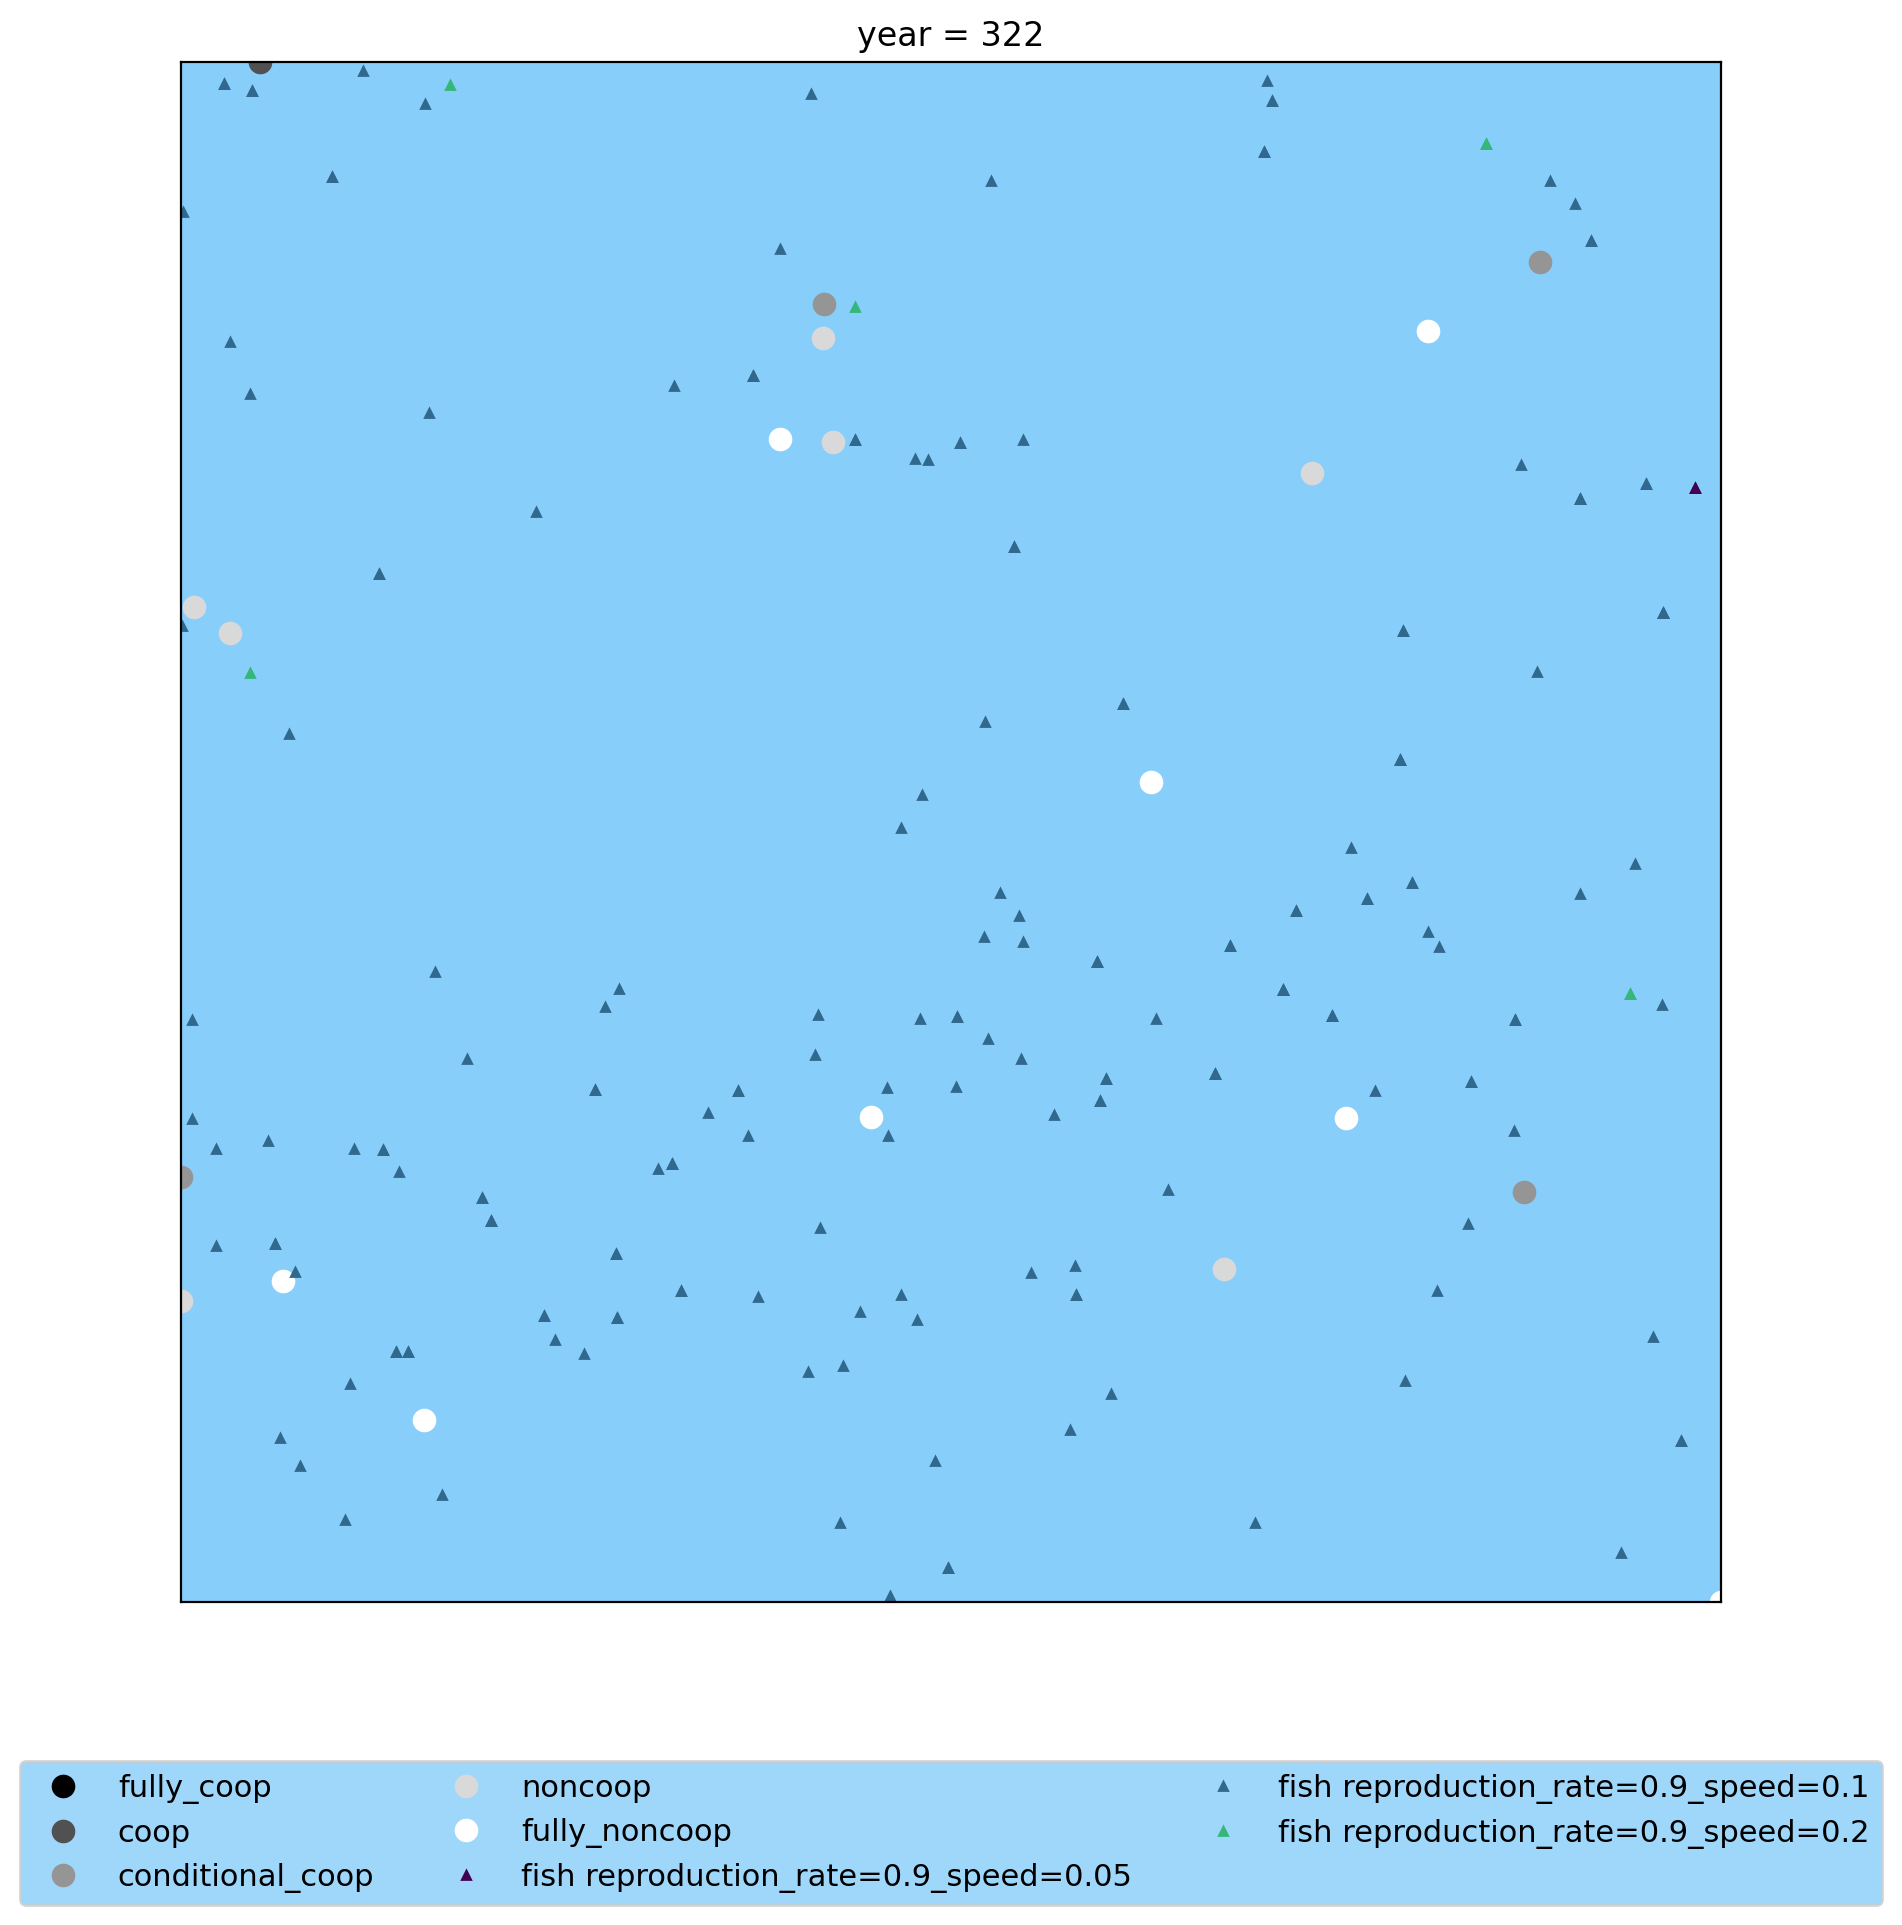 year = 322
fully_coop
coop
conditional_coop
noncoop
fully_noncoop
fish reproduction_rate=0.9_speed=0.05
fish reproduction_rate=0.9_speed=0.1
fish reproduction_rate=0.9_speed=0.2